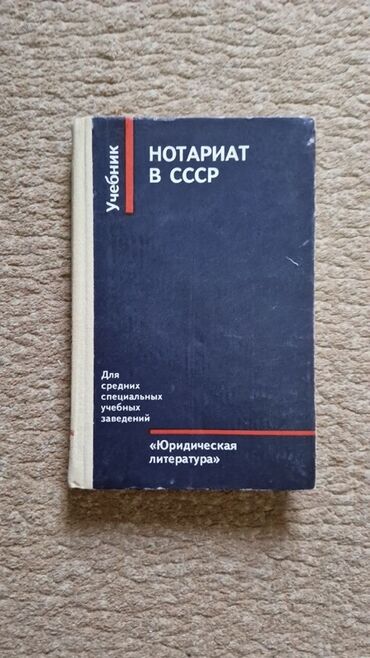 Учебник
НОТАРИАТ
В СССР
Для
средних
специальных
учебных
заведений
«Юридическая
литература»